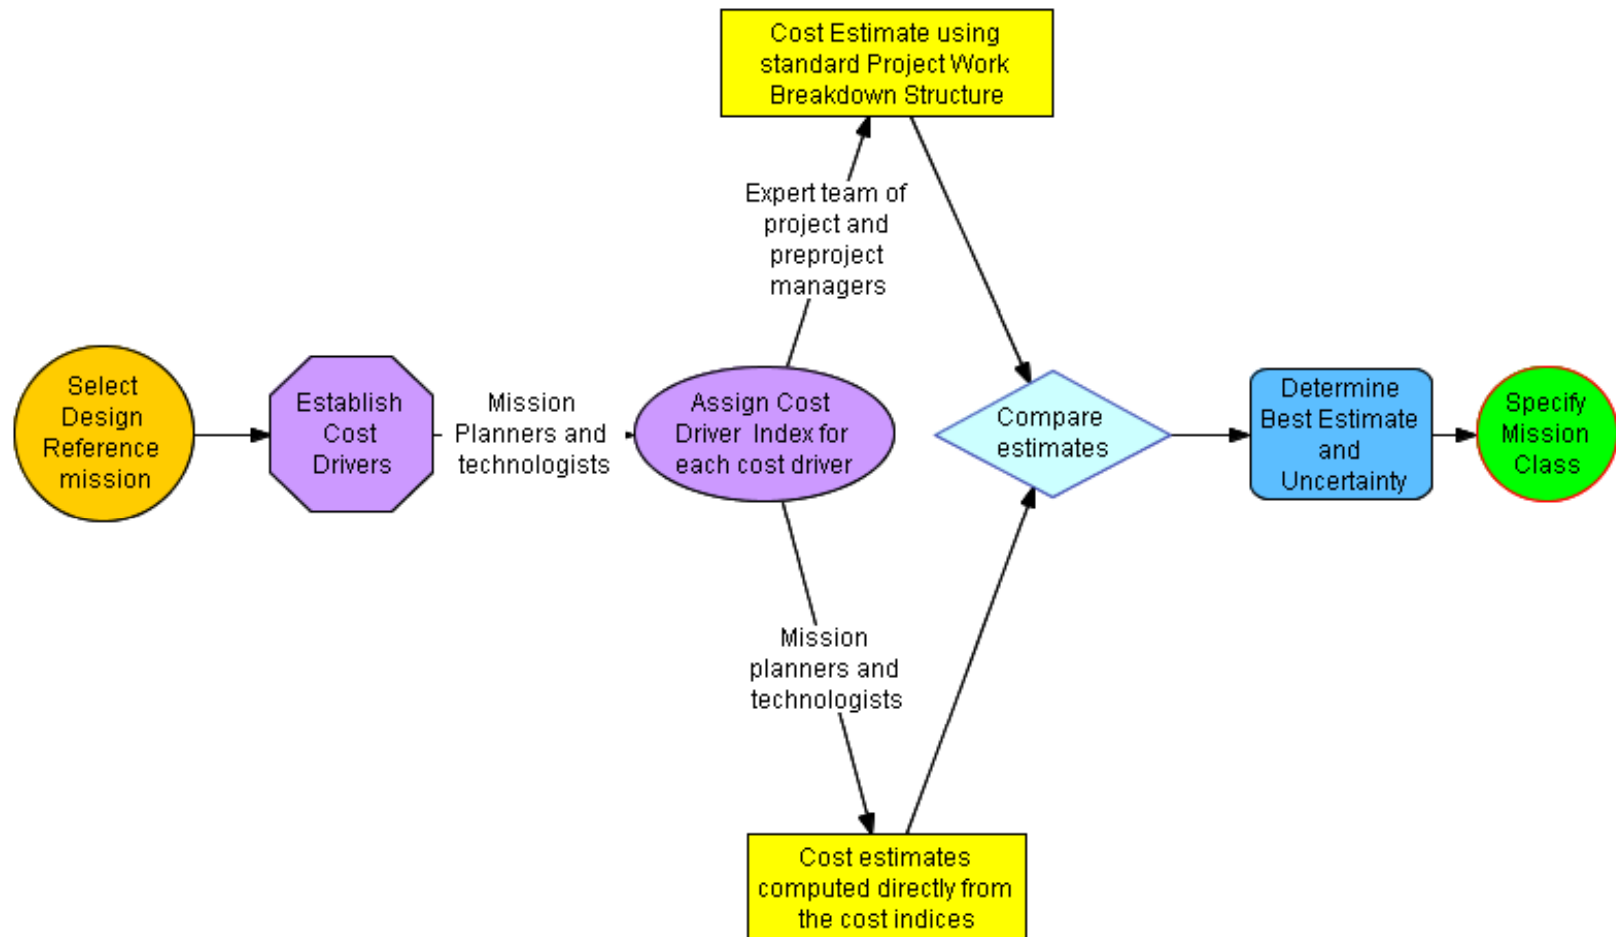 Cost Estimate using
standard Project Work
Breakdown Structure
Expert team of
project and
preproject
managers
Select
Design
Reference
mission
Establish
Cost
Drivers
Mission
Planners and
technologists
Assign Cost
Driver Index for
each cost driver
Compare
estimates
Determine
Best Estimate
and
Uncertainty
Specify
Mission
Class
Mission
planners and
technologists
Cost estimates
computed directly from
the cost indices